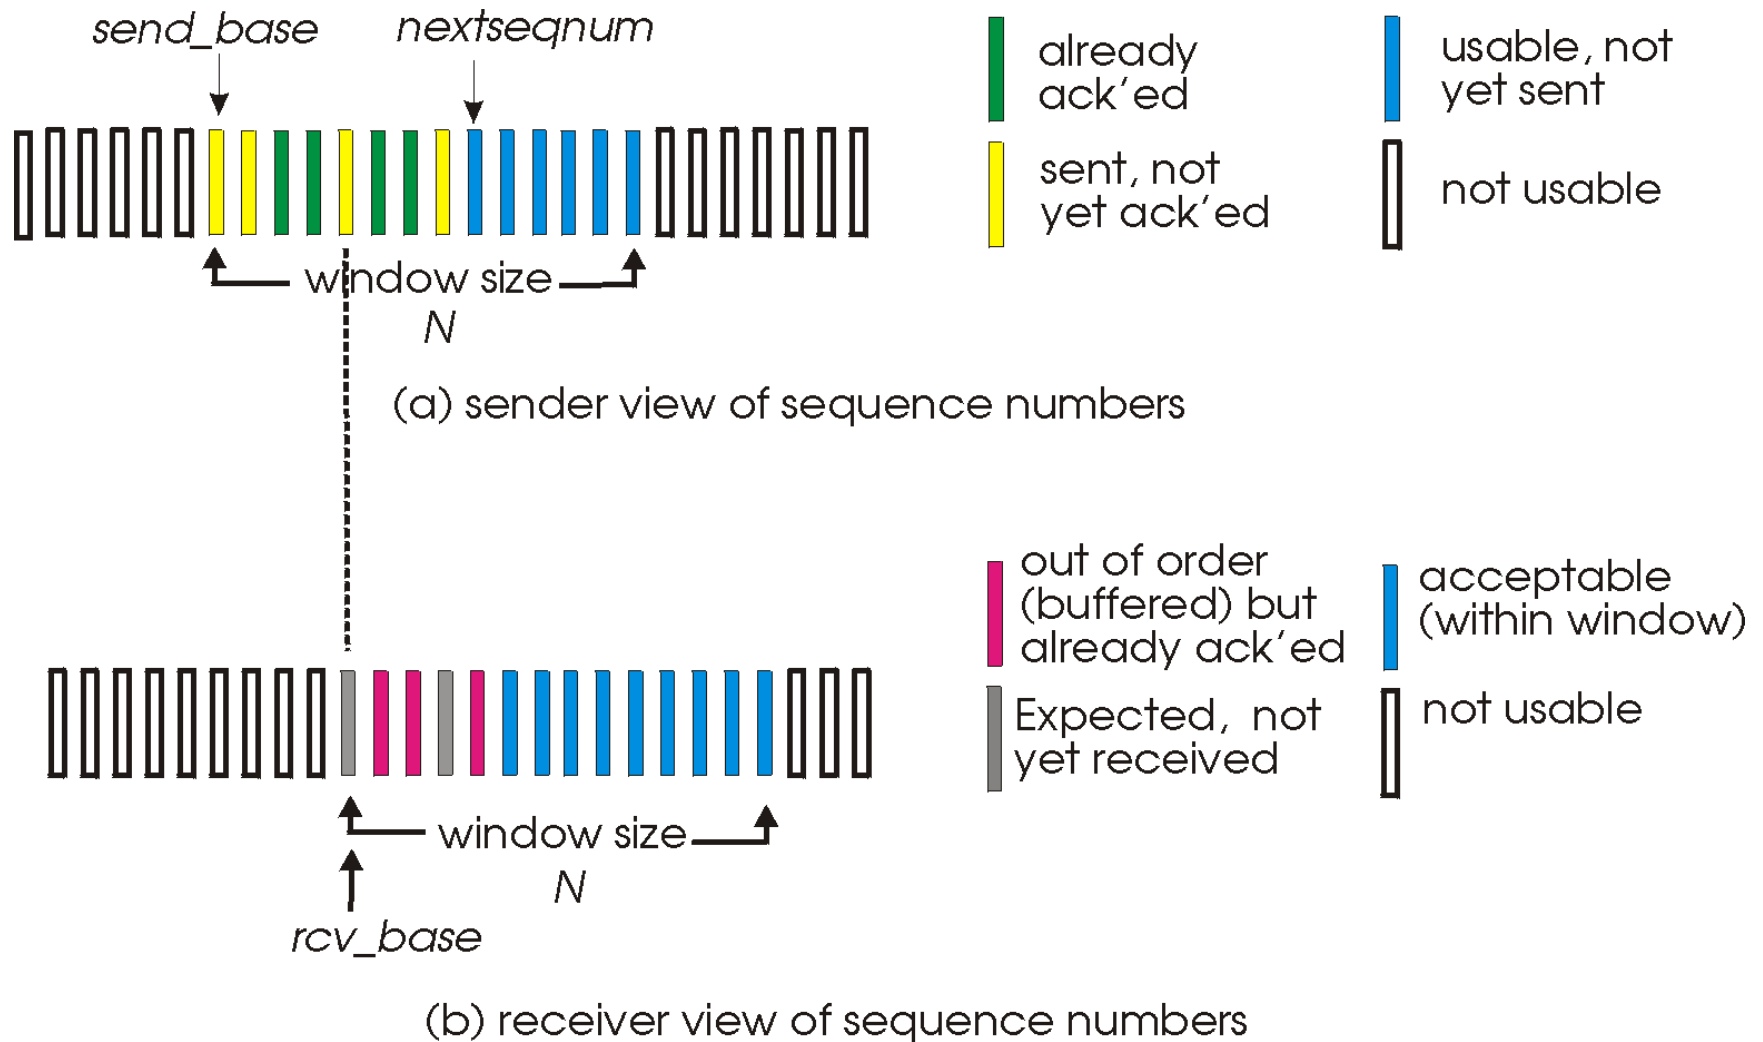 send_base
nextseqnum
already
ack'ed
usable, not
yet sent
sent, not
yet ack'ed
not usable
window size
N
(a) sender view of sequence numbers
out of order
(buffered) but
already ack'ed
acceptable
(within window)
Expected, not
yet received
not usable
window size
N
rcv_base
(b) receiver view of sequence numbers